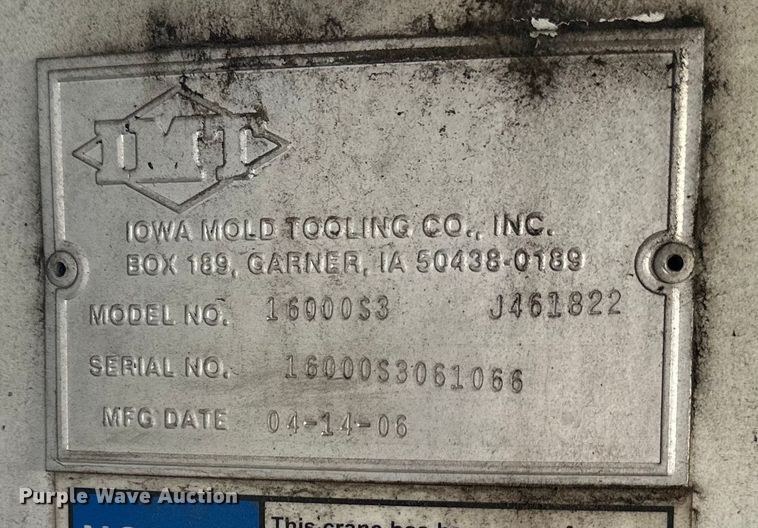 IMT
IOWA MOLD TOOLING CO., INC.
BOX 189, GARNER, IA 50438-0189
MODEL NO. 16000S3 J461822
SERIAL NO. 16000S3061066
MFG DATE 04-14-06
Purple Wave Auction
This crane has